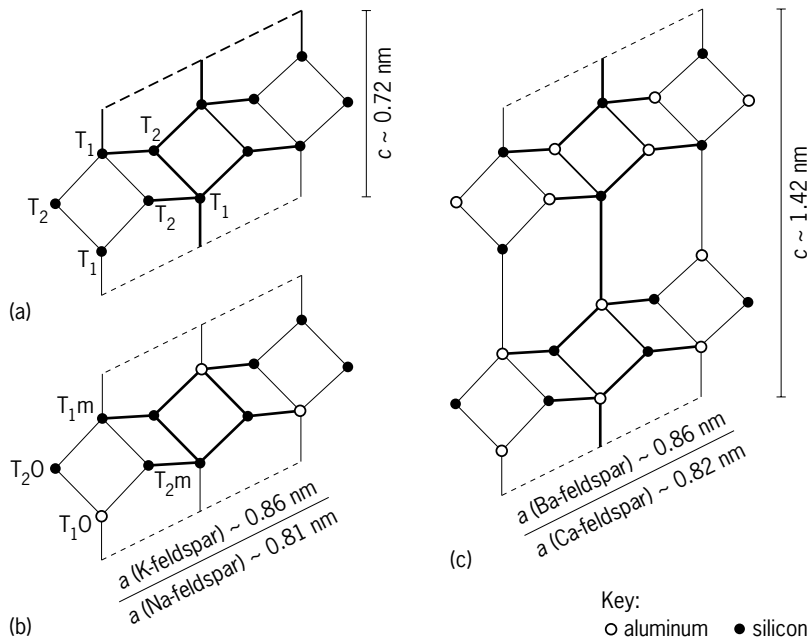 T₁
T₂
T₂
T₂
T₁
T₁
c ~ 0.72 nm
(a)
T₁m
T₂O
T₂m
T₁O
a (K-feldspar) ~ 0.86 nm
a (Na-feldspar) ~ 0.81 nm
(b)
c ~ 1.42 nm
a (Ba-feldspar) ~ 0.86 nm
a (Ca-feldspar) ~ 0.82 nm
(c)
Key:
aluminum
silicon